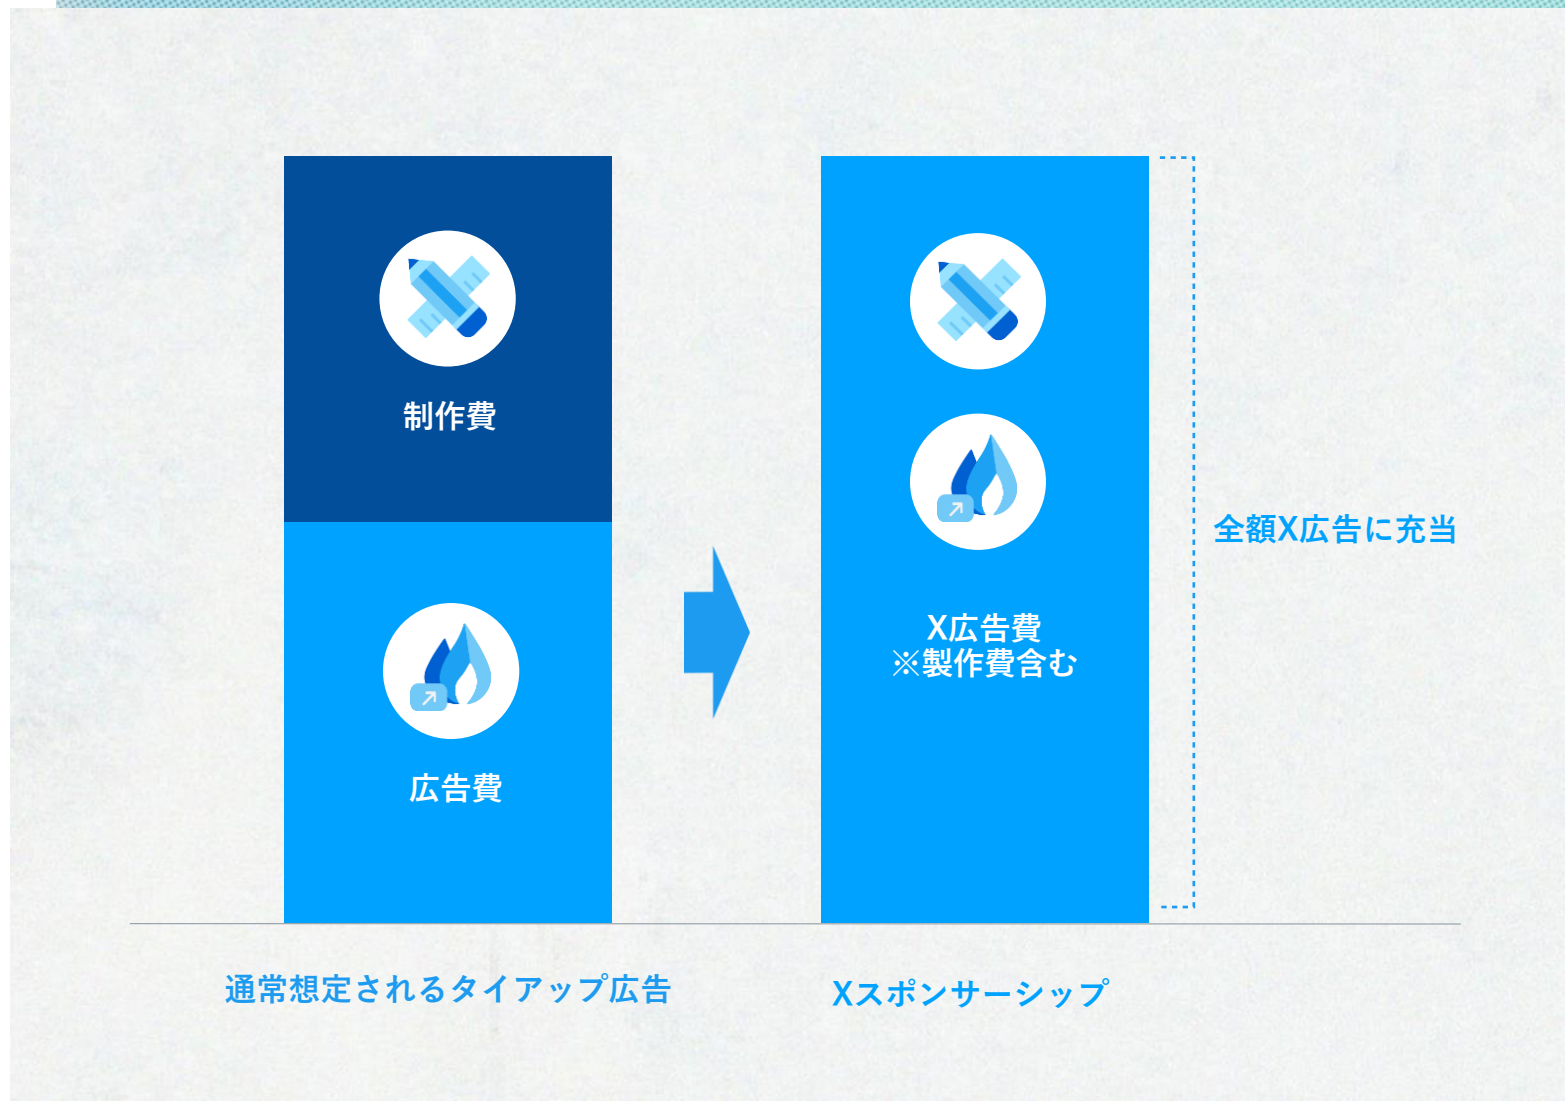 制作費
広告費
X広告費
※製作費含む
全額X広告に充当
通常想定されるタイアップ広告
Xスポンサーシップ